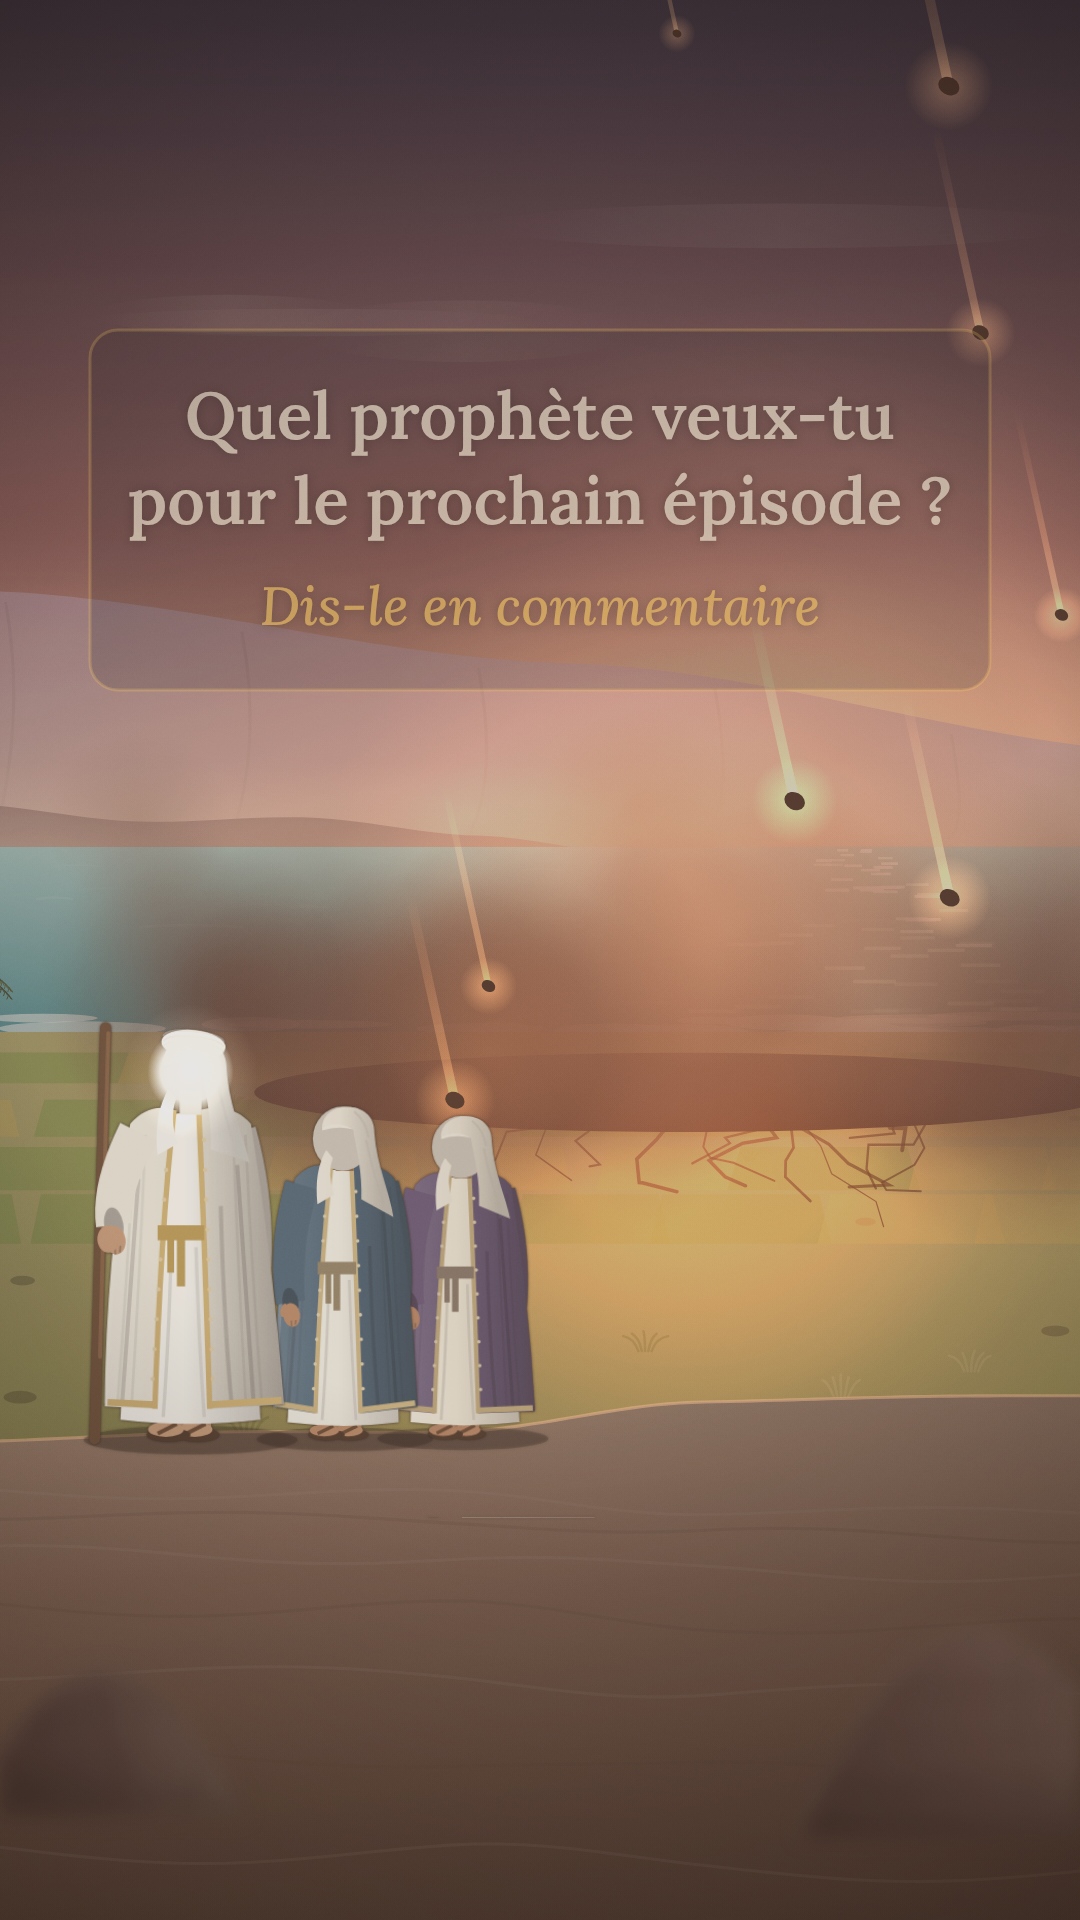 Quel prophète veux-tu
pour le prochain épisode ?
Dis-le en commentaire